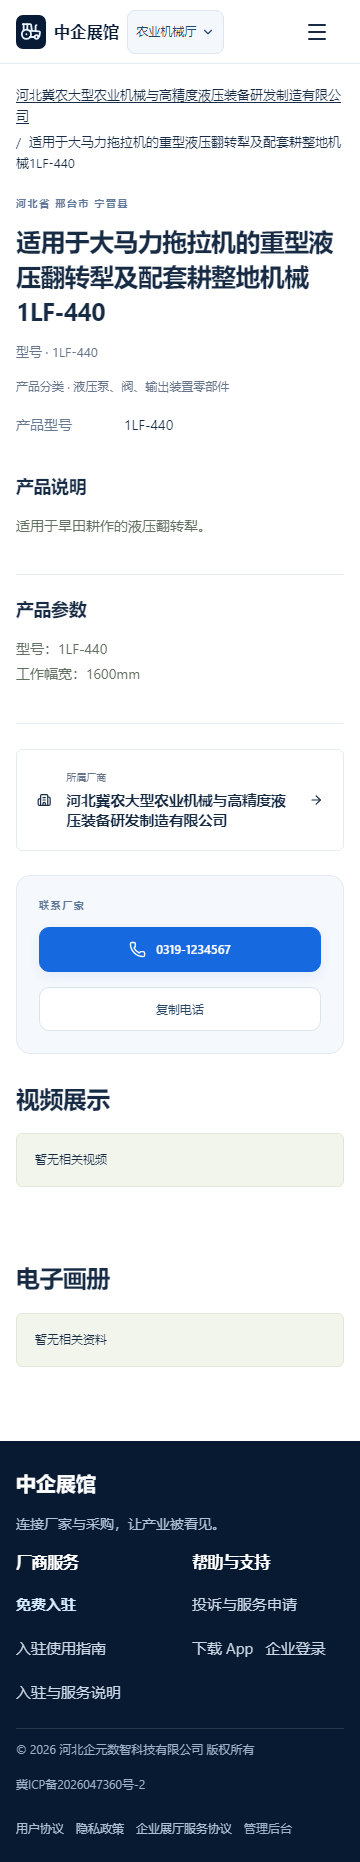 中企展馆
农业机械厅
河北冀农大型农业机械与高精度液压装备研发制造有限公
司
/ 适用于大马力拖拉机的重型液压翻转犁及配套耕整地机
械1LF-440
河北省 邢台市 宁晋县
适用于大马力拖拉机的重型液
压翻转犁及配套耕整地机械
1LF-440
型号 · 1LF-440
产品分类 · 液压泵、阀、输出装置零部件
产品型号 1LF-440
产品说明
适用于旱田耕作的液压翻转犁。
产品参数
型号：1LF-440
工作幅宽：1600mm
所属厂商
河北冀农大型农业机械与高精度液
压装备研发制造有限公司
联系厂家
0319-1234567
复制电话
视频展示
暂无相关视频
电子画册
暂无相关资料
中企展馆
连接厂家与采购，让产业被看见。
厂商服务 帮助与支持
免费入驻 投诉与服务申请
入驻使用指南 下载 App 企业登录
入驻与服务说明
© 2026 河北企元数智科技有限公司 版权所有
冀ICP备2026047360号-2
用户协议 隐私政策 企业展厅服务协议 管理后台